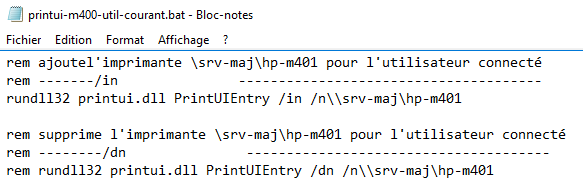 printui-m400-util-courant.bat - Bloc-notes
Fichier Edition Format Affichage ?
rem ajoutel'imprimante \srv-maj\hp-m401 pour l'utilisateur connecté
rem -------/in ---------------------------------------
rundll32 printui.dll PrintUIEntry /in /n\\srv-maj\hp-m401
rem supprime l'imprimante \srv-maj\hp-m401 pour l'utilisateur connecté
rem --------/dn ---------------------------------------
rem rundll32 printui.dll PrintUIEntry /dn /n\\srv-maj\hp-m401